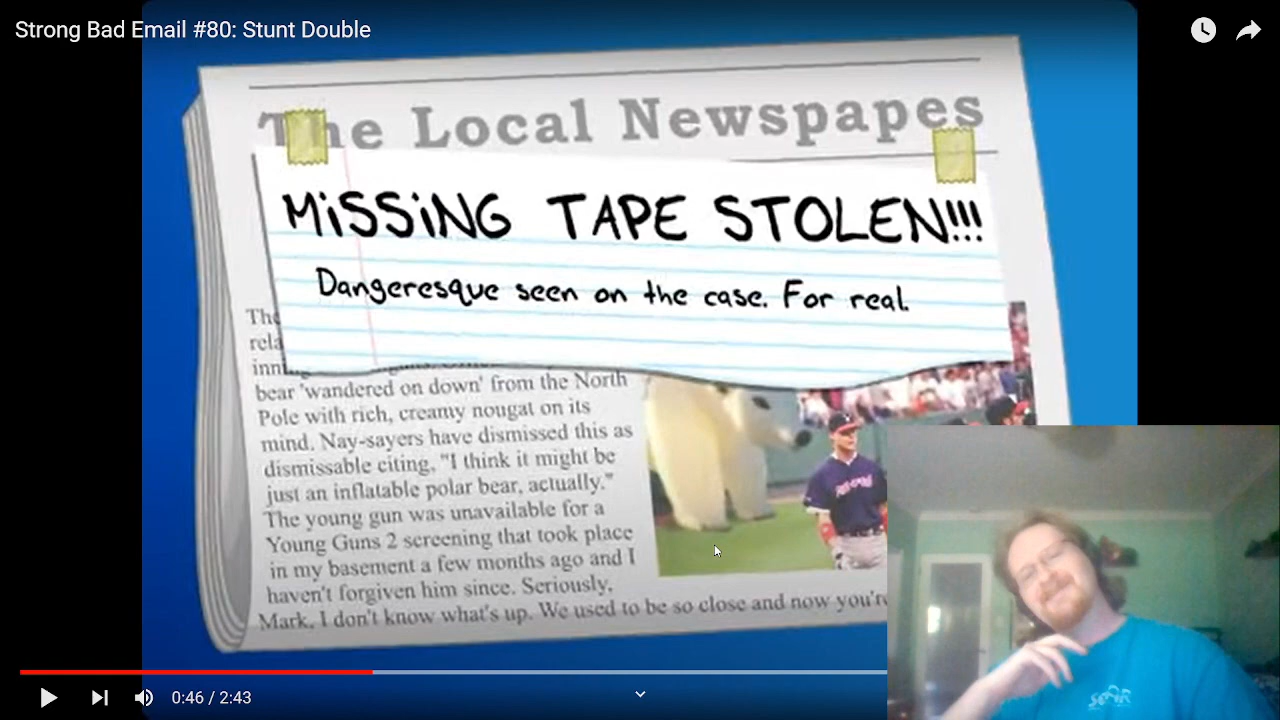 Strong Bad Email #80: Stunt Double
The Local Newspapes
MiSSiNG TAPE STOLEN!!!
Dangeresque seen on the case. For real.
The
rela
inni
bear 'wandered on down' from the North
Pole with rich, creamy nougat on its
mind. Nay-sayers have dismissed this as
dismissable citing, "I think it might be
just an inflatable polar bear, actually."
The young gun was unavailable for a
Young Guns 2 screening that took place
in my basement a few months ago and I
haven't forgiven him since. Seriously,
Mark, I don't know what's up. We used to be so close and now you're
0:46 / 2:43